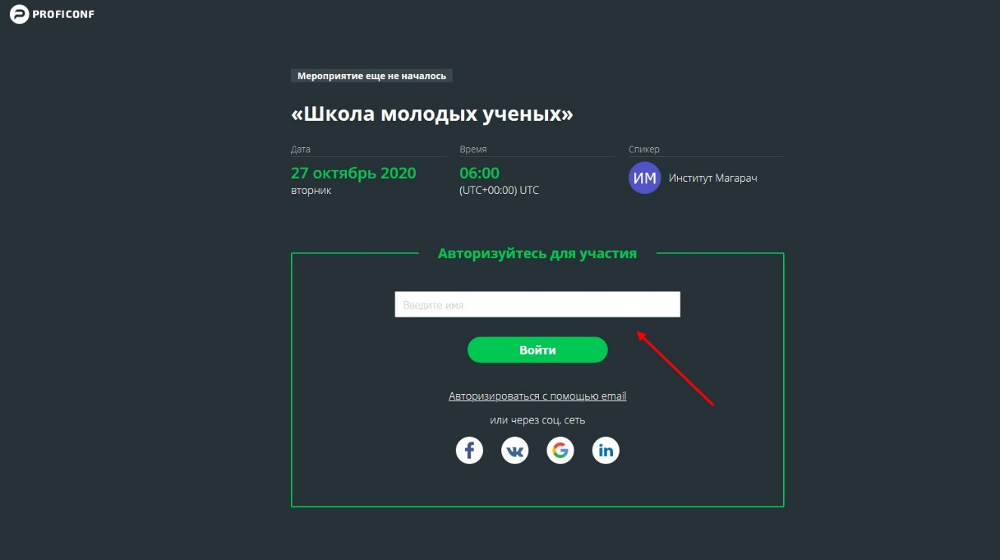 PROFICONF
Мероприятие еще не началось
«Школа молодых ученых»
Дата
Время
Спикер
27 октябрь 2020
06:00
ИМ
Институт Магарач
вторник
(UTC+00:00) UTC
Авторизуйтесь для участия
Введите имя
Войти
Авторизироваться с помощью email
или через соц. сеть